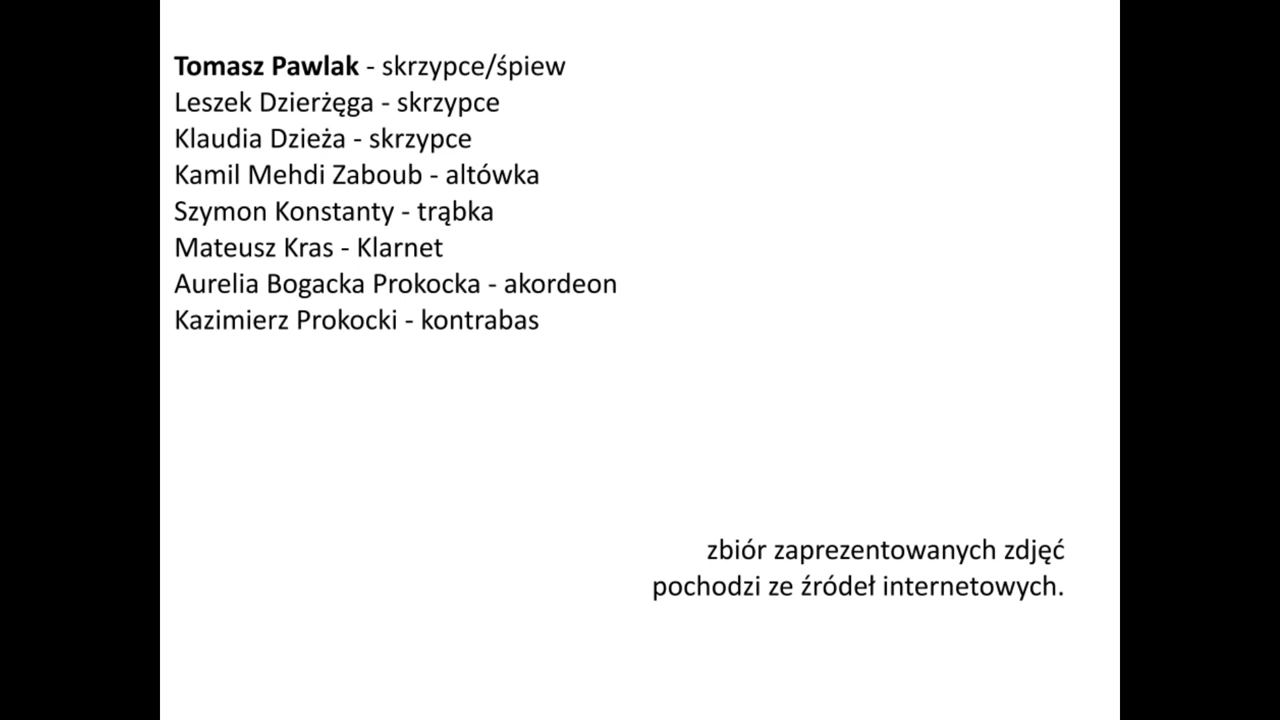 Tomasz Pawlak - skrzypce/śpiew
Leszek Dzierżęga - skrzypce
Klaudia Dzieża - skrzypce
Kamil Mehdi Zaboub - altówka
Szymon Konstanty - trąbka
Mateusz Kras - Klarnet
Aurelia Bogacka Prokocka - akordeon
Kazimierz Prokocki - kontrabas
zbiór zaprezentowanych zdjęć
pochodzi ze źródeł internetowych.